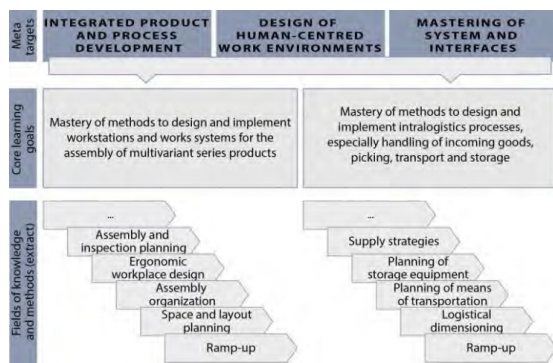 Meta targets
INTEGRATED PRODUCT
AND PROCESS
DEVELOPMENT
DESIGN OF
HUMAN-CENTRED
WORK ENVIRONMENTS
MASTERING OF
SYSTEM AND
INTERFACES
Core learning
goals
Mastery of methods to design and implement
workstations and works systems for the
assembly of multivariant series products
Mastery of methods to design and
implement intralogistics processes,
especially handling of incoming goods,
picking, transport and storage
Fields of knowledge
and methods (extract)
...
Assembly and
inspection planning
Ergonomic
workplace design
Assembly
organization
Space and layout
planning
Ramp-up
...
Supply strategies
Planning of
storage equipment
Planning of means
of transportation
Logistical
dimensioning
Ramp-up